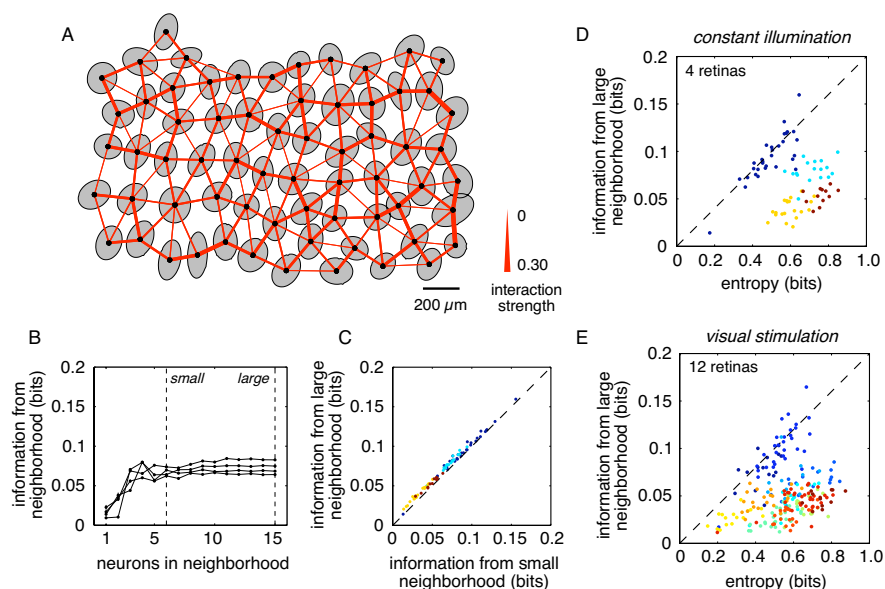 A
0
0.30
interaction
strength
200 µm
B
information from
neighborhood (bits)
0.2
0.15
0.1
0.05
0
small
large
1
5
10
15
neurons in neighborhood
C
information from large
neighborhood (bits)
0.2
0.15
0.1
0.05
0
0
0.05
0.1
0.15
0.2
information from small
neighborhood (bits)
D
constant illumination
4 retinas
information from large
neighborhood (bits)
0.2
0.15
0.1
0.05
0
0
0.2
0.4
0.6
0.8
1.0
entropy (bits)
E
visual stimulation
12 retinas
information from large
neighborhood (bits)
0.2
0.15
0.1
0.05
0
0
0.2
0.4
0.6
0.8
1.0
entropy (bits)